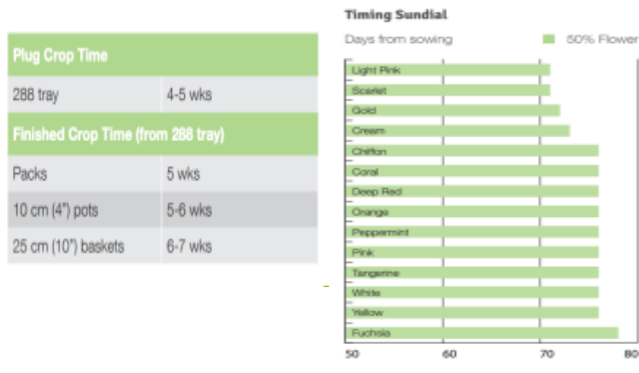 Plug Crop Time
288 tray 4-5 wks
Finished Crop Time (from 288 tray)
Packs 5 wks
10 cm (4") pots 5-6 wks
25 cm (10") baskets 6-7 wks
Timing Sundial
Days from sowing 50% Flower
Light Pink
Scarlet
Gold
Cream
Chiffon
Coral
Deep Red
Orange
Peppermint
Pink
Tangerine
White
Yellow
Fuchsia
50 60 70 80